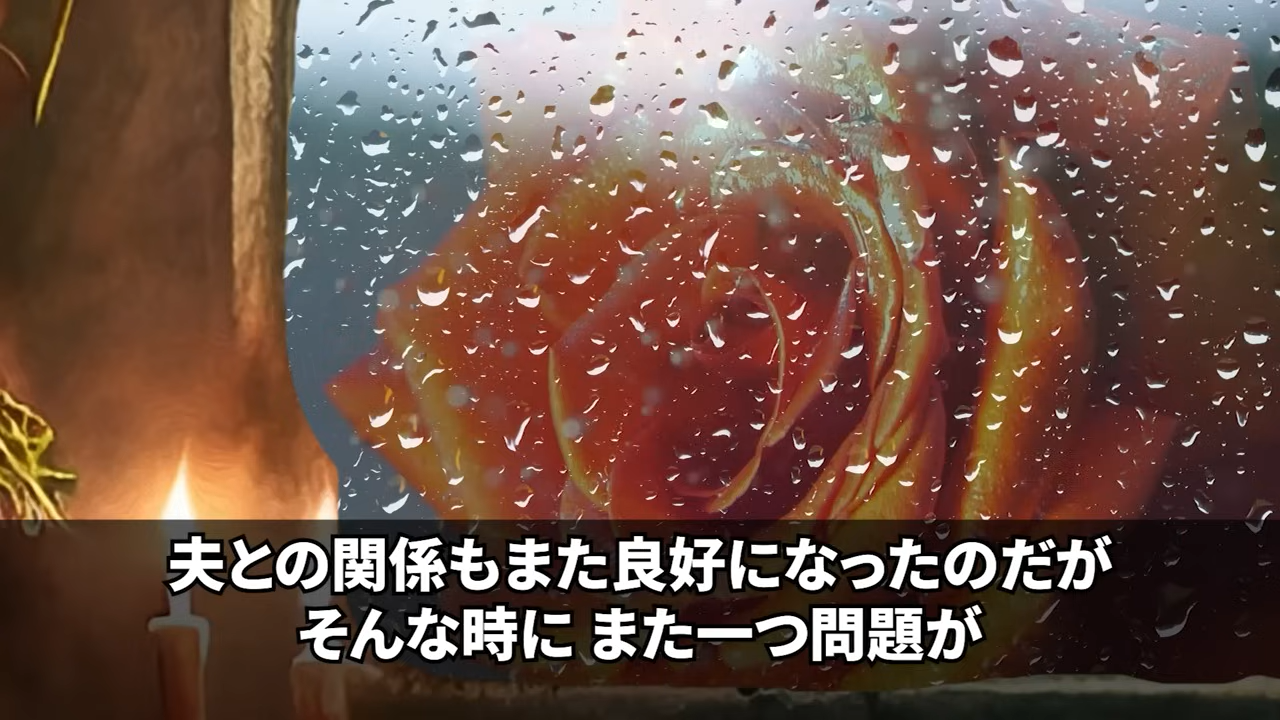 夫との関係もまた良好になったのだが
そんな時に また一つ問題が